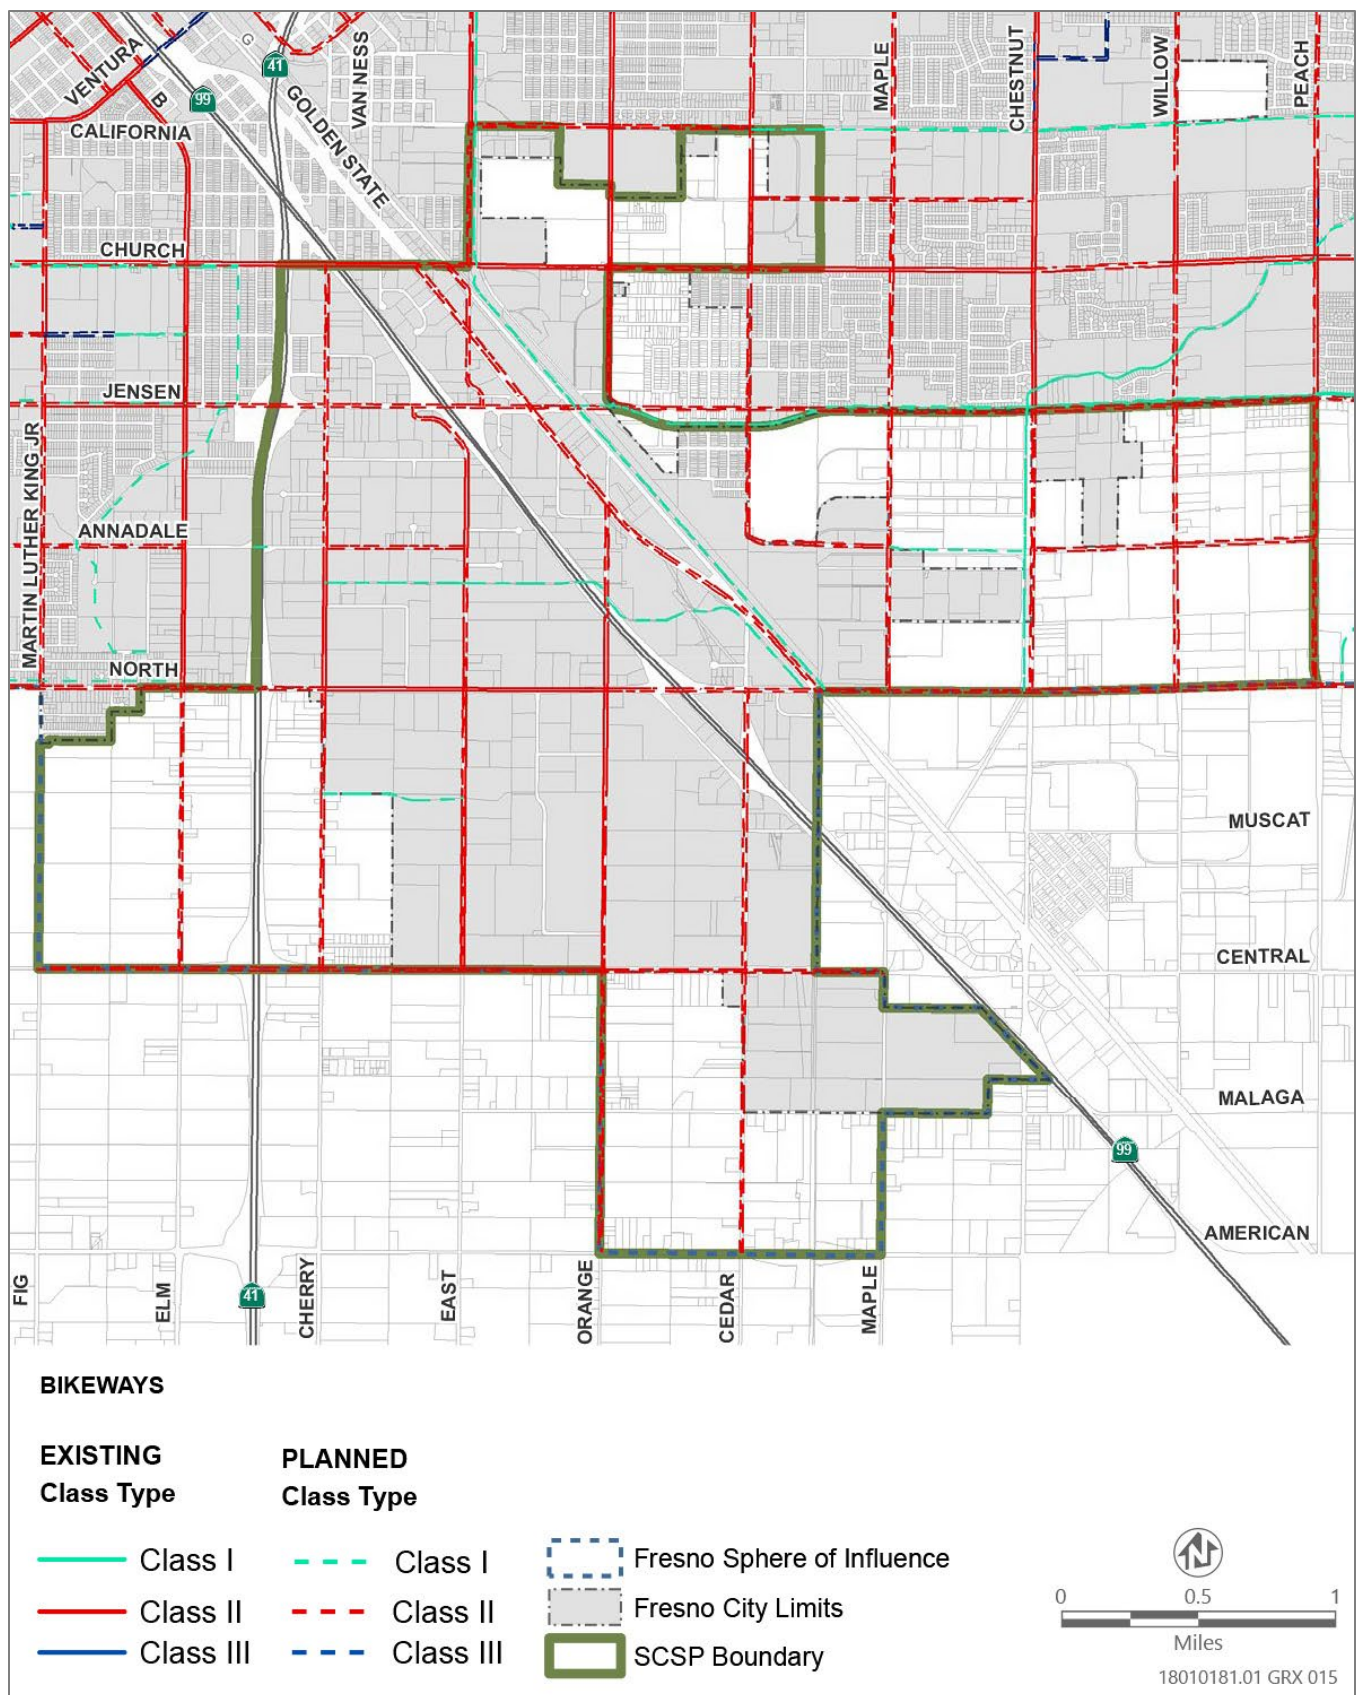 VENTURA
B
G
41
99
GOLDEN STATE
VAN NESS
MAPLE
CHESTNUT
WILLOW
PEACH
CALIFORNIA
CHURCH
JENSEN
MARTIN LUTHER KING JR
ANNADALE
NORTH
MUSCAT
CENTRAL
MALAGA
99
AMERICAN
FIG
ELM
41
CHERRY
EAST
ORANGE
CEDAR
MAPLE
BIKEWAYS
EXISTING
Class Type
Class I
Class II
Class III
PLANNED
Class Type
Class I
Class II
Class III
Fresno Sphere of Influence
Fresno City Limits
SCSP Boundary
N
0 0.5 1
Miles
18010181.01 GRX 015